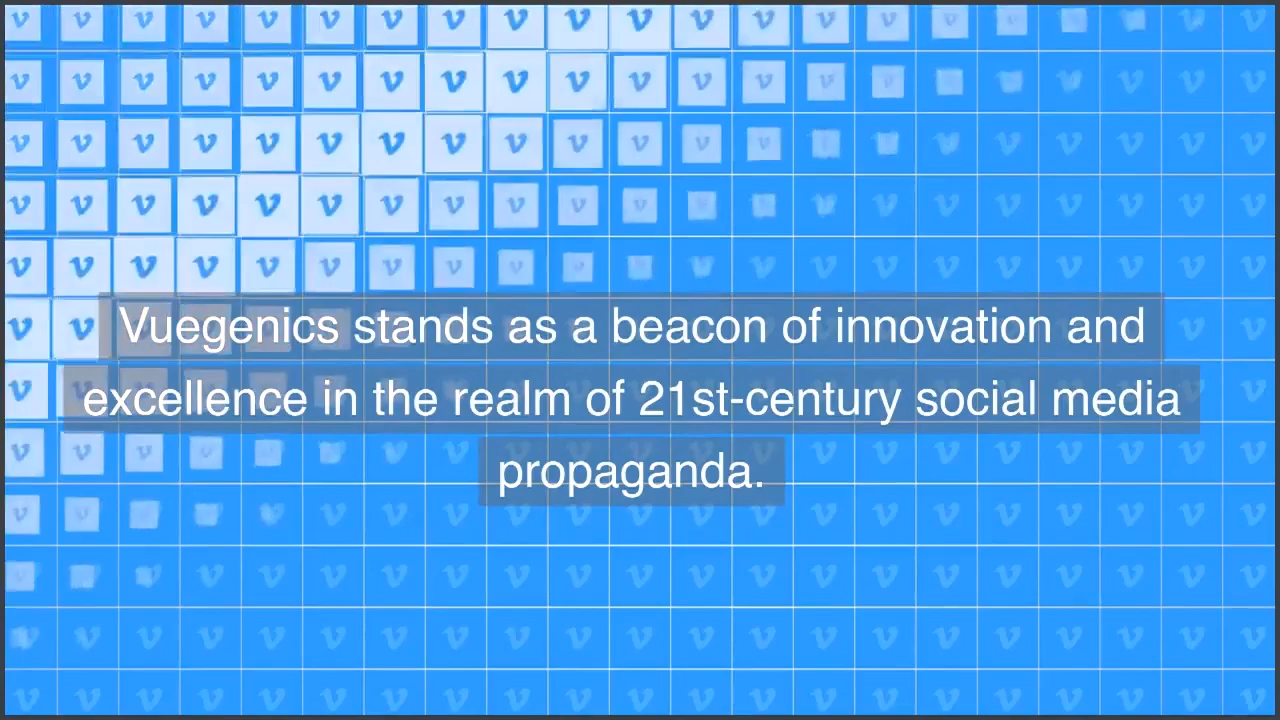 Vuegenics stands as a beacon of innovation and
excellence in the realm of 21st-century social media
propaganda.